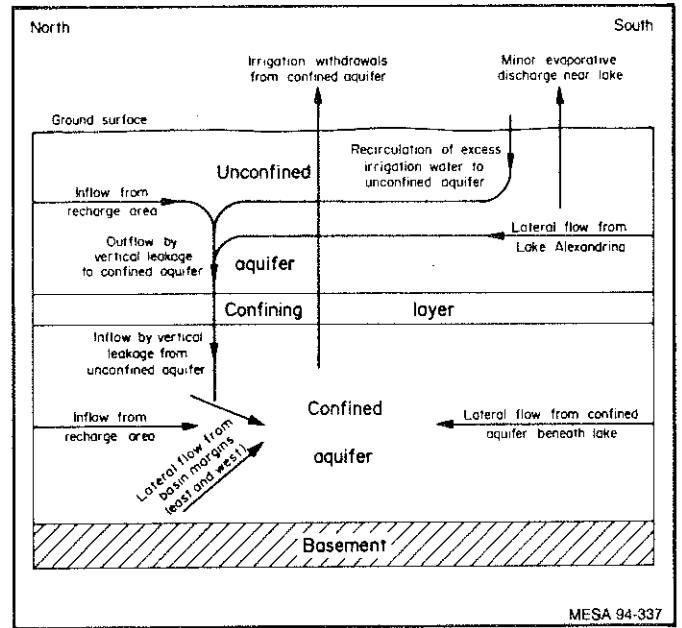 North
South
Irrigation withdrawals
from confined aquifer
Minor evaporative
discharge near lake
Ground surface
Recirculation of excess
irrigation water to
unconfined aquifer
Unconfined
Inflow from
recharge area
Lateral flow from
Lake Alexandrina
Outflow by
vertical leakage
to confined aquifer
aquifer
Confining layer
Inflow by vertical
leakage from
unconfined aquifer
Confined
aquifer
Inflow from
recharge area
Lateral flow from confined
aquifer beneath lake
Lateral flow from
basin margins
(east and west)
Basement
MESA 94-337